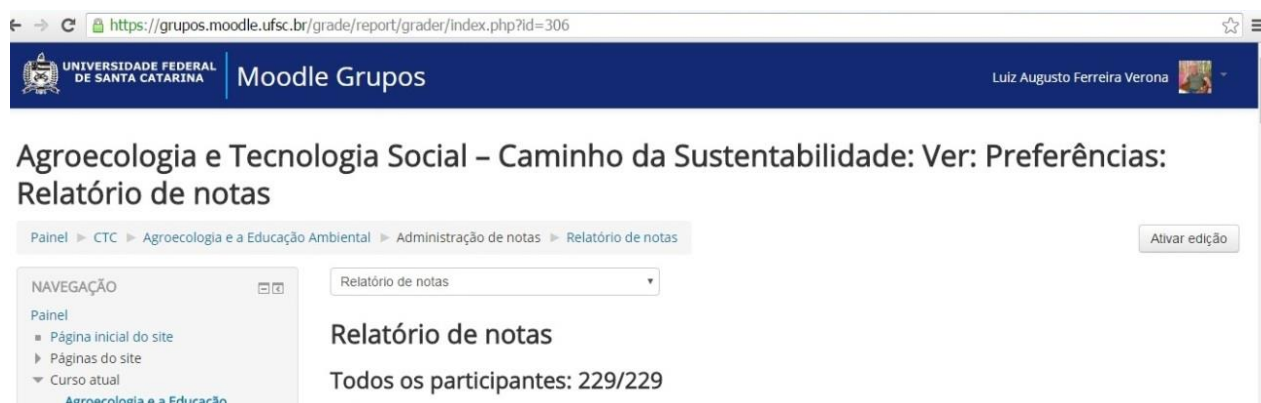 https://grupos.moodle.ufsc.br/grade/report/grader/index.php?id=306
UNIVERSIDADE FEDERAL
DE SANTA CATARINA
Moodle Grupos
Luiz Augusto Ferreira Verona
Agroecologia e Tecnologia Social – Caminho da Sustentabilidade: Ver: Preferências:
Relatório de notas
Painel ► CTC ► Agroecologia e a Educação Ambiental ► Administração de notas ► Relatório de notas
Ativar edição
NAVEGAÇÃO
Painel
Página inicial do site
Páginas do site
Curso atual
Agroecologia e a Educação
Relatório de notas
Relatório de notas
Todos os participantes: 229/229